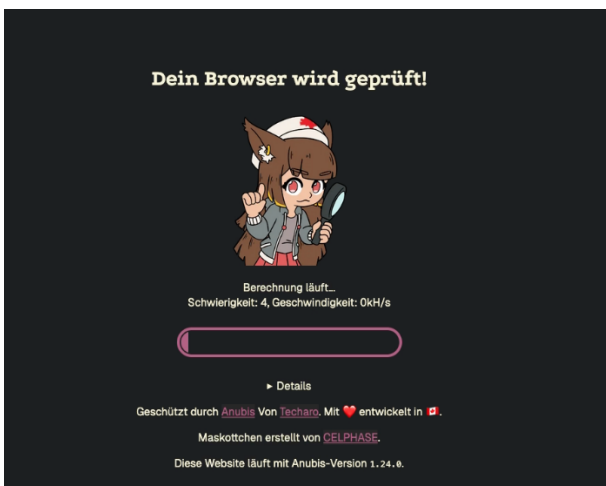 Dein Browser wird geprüft!
Berechnung läuft...
Schwierigkeit: 4, Geschwindigkeit: 0kH/s
▸ Details
Geschützt durch Anubis Von Techaro. Mit ❤️ entwickelt in 🇨🇦.
Maskottchen erstellt von CELPHASE.
Diese Website läuft mit Anubis-Version 1.24.0.